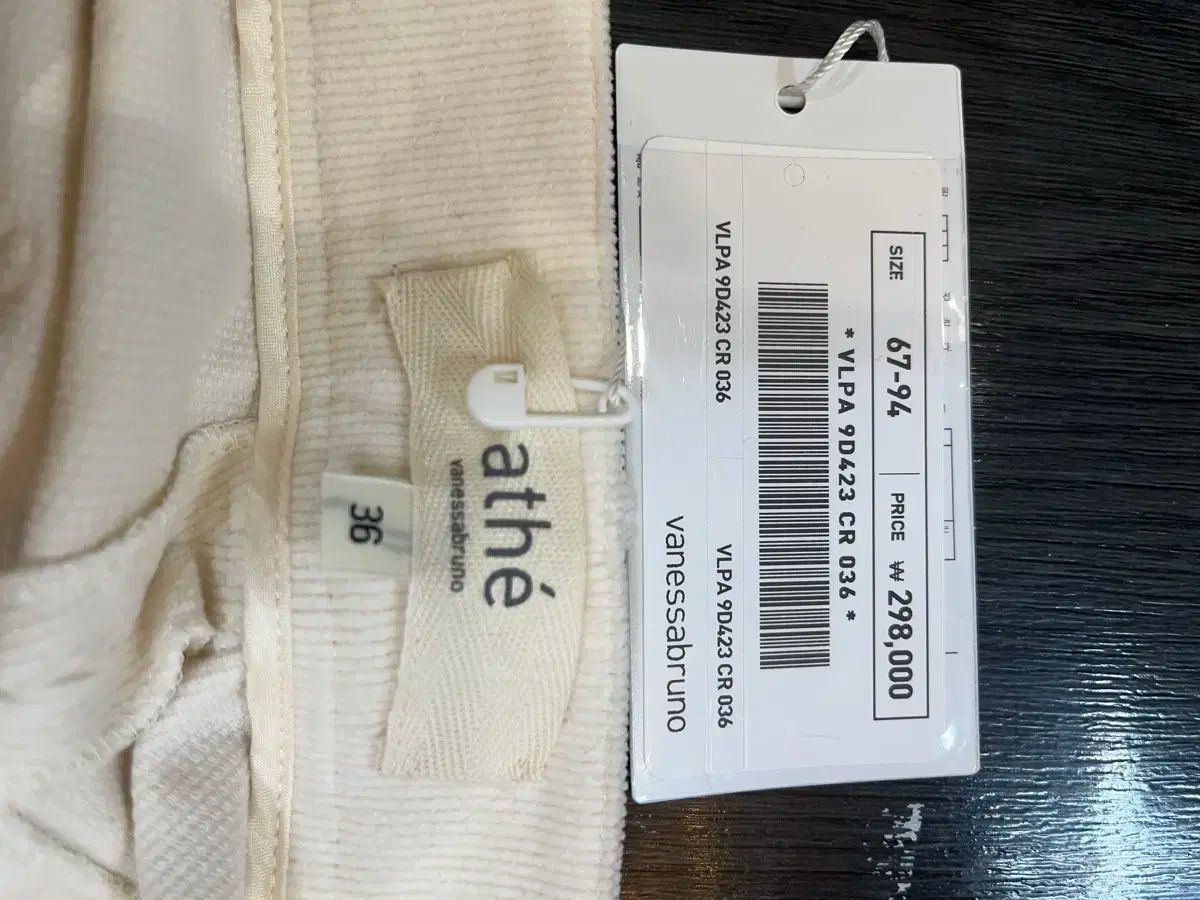 athé
vanessabruno
36
SIZE 67-94 PRICE ₩ 298,000
* VLPA 9D423 CR 036 *
VLPA 9D423 CR 036 VLPA 9D423 CR 036
vanessabruno